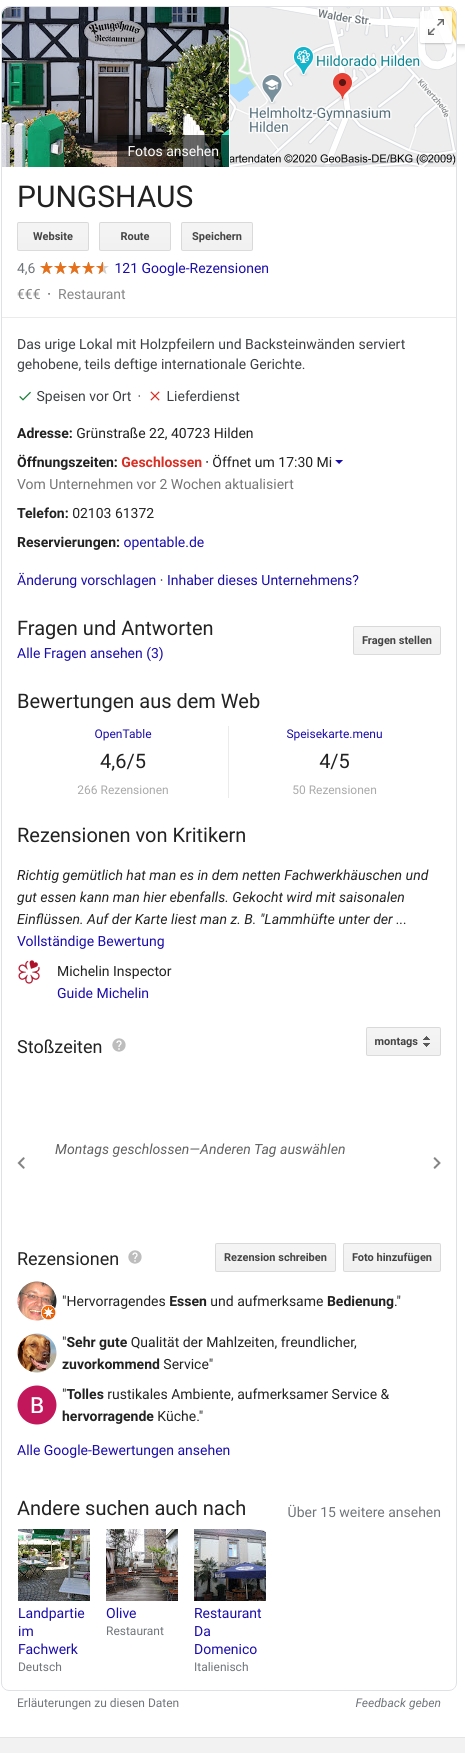 Pungshaus
Restaurant
Fotos ansehen
Walder Str.
Hildorado Hilden
Kilvertzheide
Helmholtz-Gymnasium
Hilden
artendaten ©2020 GeoBasis-DE/BKG (©2009)
PUNGSHAUS
Website Route Speichern
4,6 121 Google-Rezensionen
€€€ · Restaurant
Das urige Lokal mit Holzpfeilern und Backsteinwänden serviert
gehobene, teils deftige internationale Gerichte.
✓ Speisen vor Ort · ✕ Lieferdienst
Adresse: Grünstraße 22, 40723 Hilden
Öffnungszeiten: Geschlossen · Öffnet um 17:30 Mi
Vom Unternehmen vor 2 Wochen aktualisiert
Telefon: 02103 61372
Reservierungen: opentable.de
Änderung vorschlagen · Inhaber dieses Unternehmens?
Fragen und Antworten
Fragen stellen
Alle Fragen ansehen (3)
Bewertungen aus dem Web
OpenTable Speisekarte.menu
4,6/5 4/5
266 Rezensionen 50 Rezensionen
Rezensionen von Kritikern
Richtig gemütlich hat man es in dem netten Fachwerkhäuschen und
gut essen kann man hier ebenfalls. Gekocht wird mit saisonalen
Einflüssen. Auf der Karte liest man z. B. "Lammhüfte unter der ...
Vollständige Bewertung
Michelin Inspector
Guide Michelin
Stoßzeiten ? montags
Montags geschlossen—Anderen Tag auswählen
Rezensionen ? Rezension schreiben Foto hinzufügen
"Hervorragendes Essen und aufmerksame Bedienung."
"Sehr gute Qualität der Mahlzeiten, freundlicher,
zuvorkommend Service"
B
"Tolles rustikales Ambiente, aufmerksamer Service &
hervorragende Küche."
Alle Google-Bewertungen ansehen
Andere suchen auch nach Über 15 weitere ansehen
Landpartie
im
Fachwerk
Deutsch
Olive
Restaurant
Restaurant
Da
Domenico
Italienisch
Erläuterungen zu diesen Daten Feedback geben